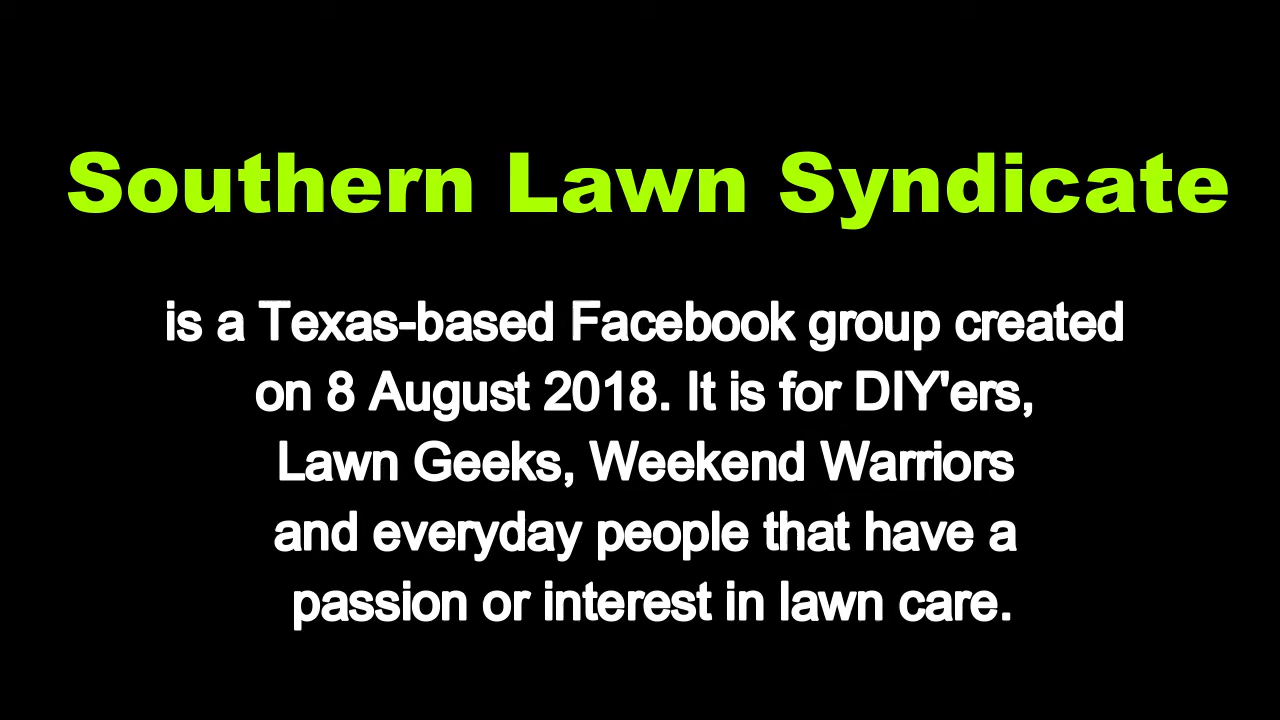 Southern Lawn Syndicate
is a Texas-based Facebook group created
on 8 August 2018. It is for DIY'ers,
Lawn Geeks, Weekend Warriors
and everyday people that have a
passion or interest in lawn care.